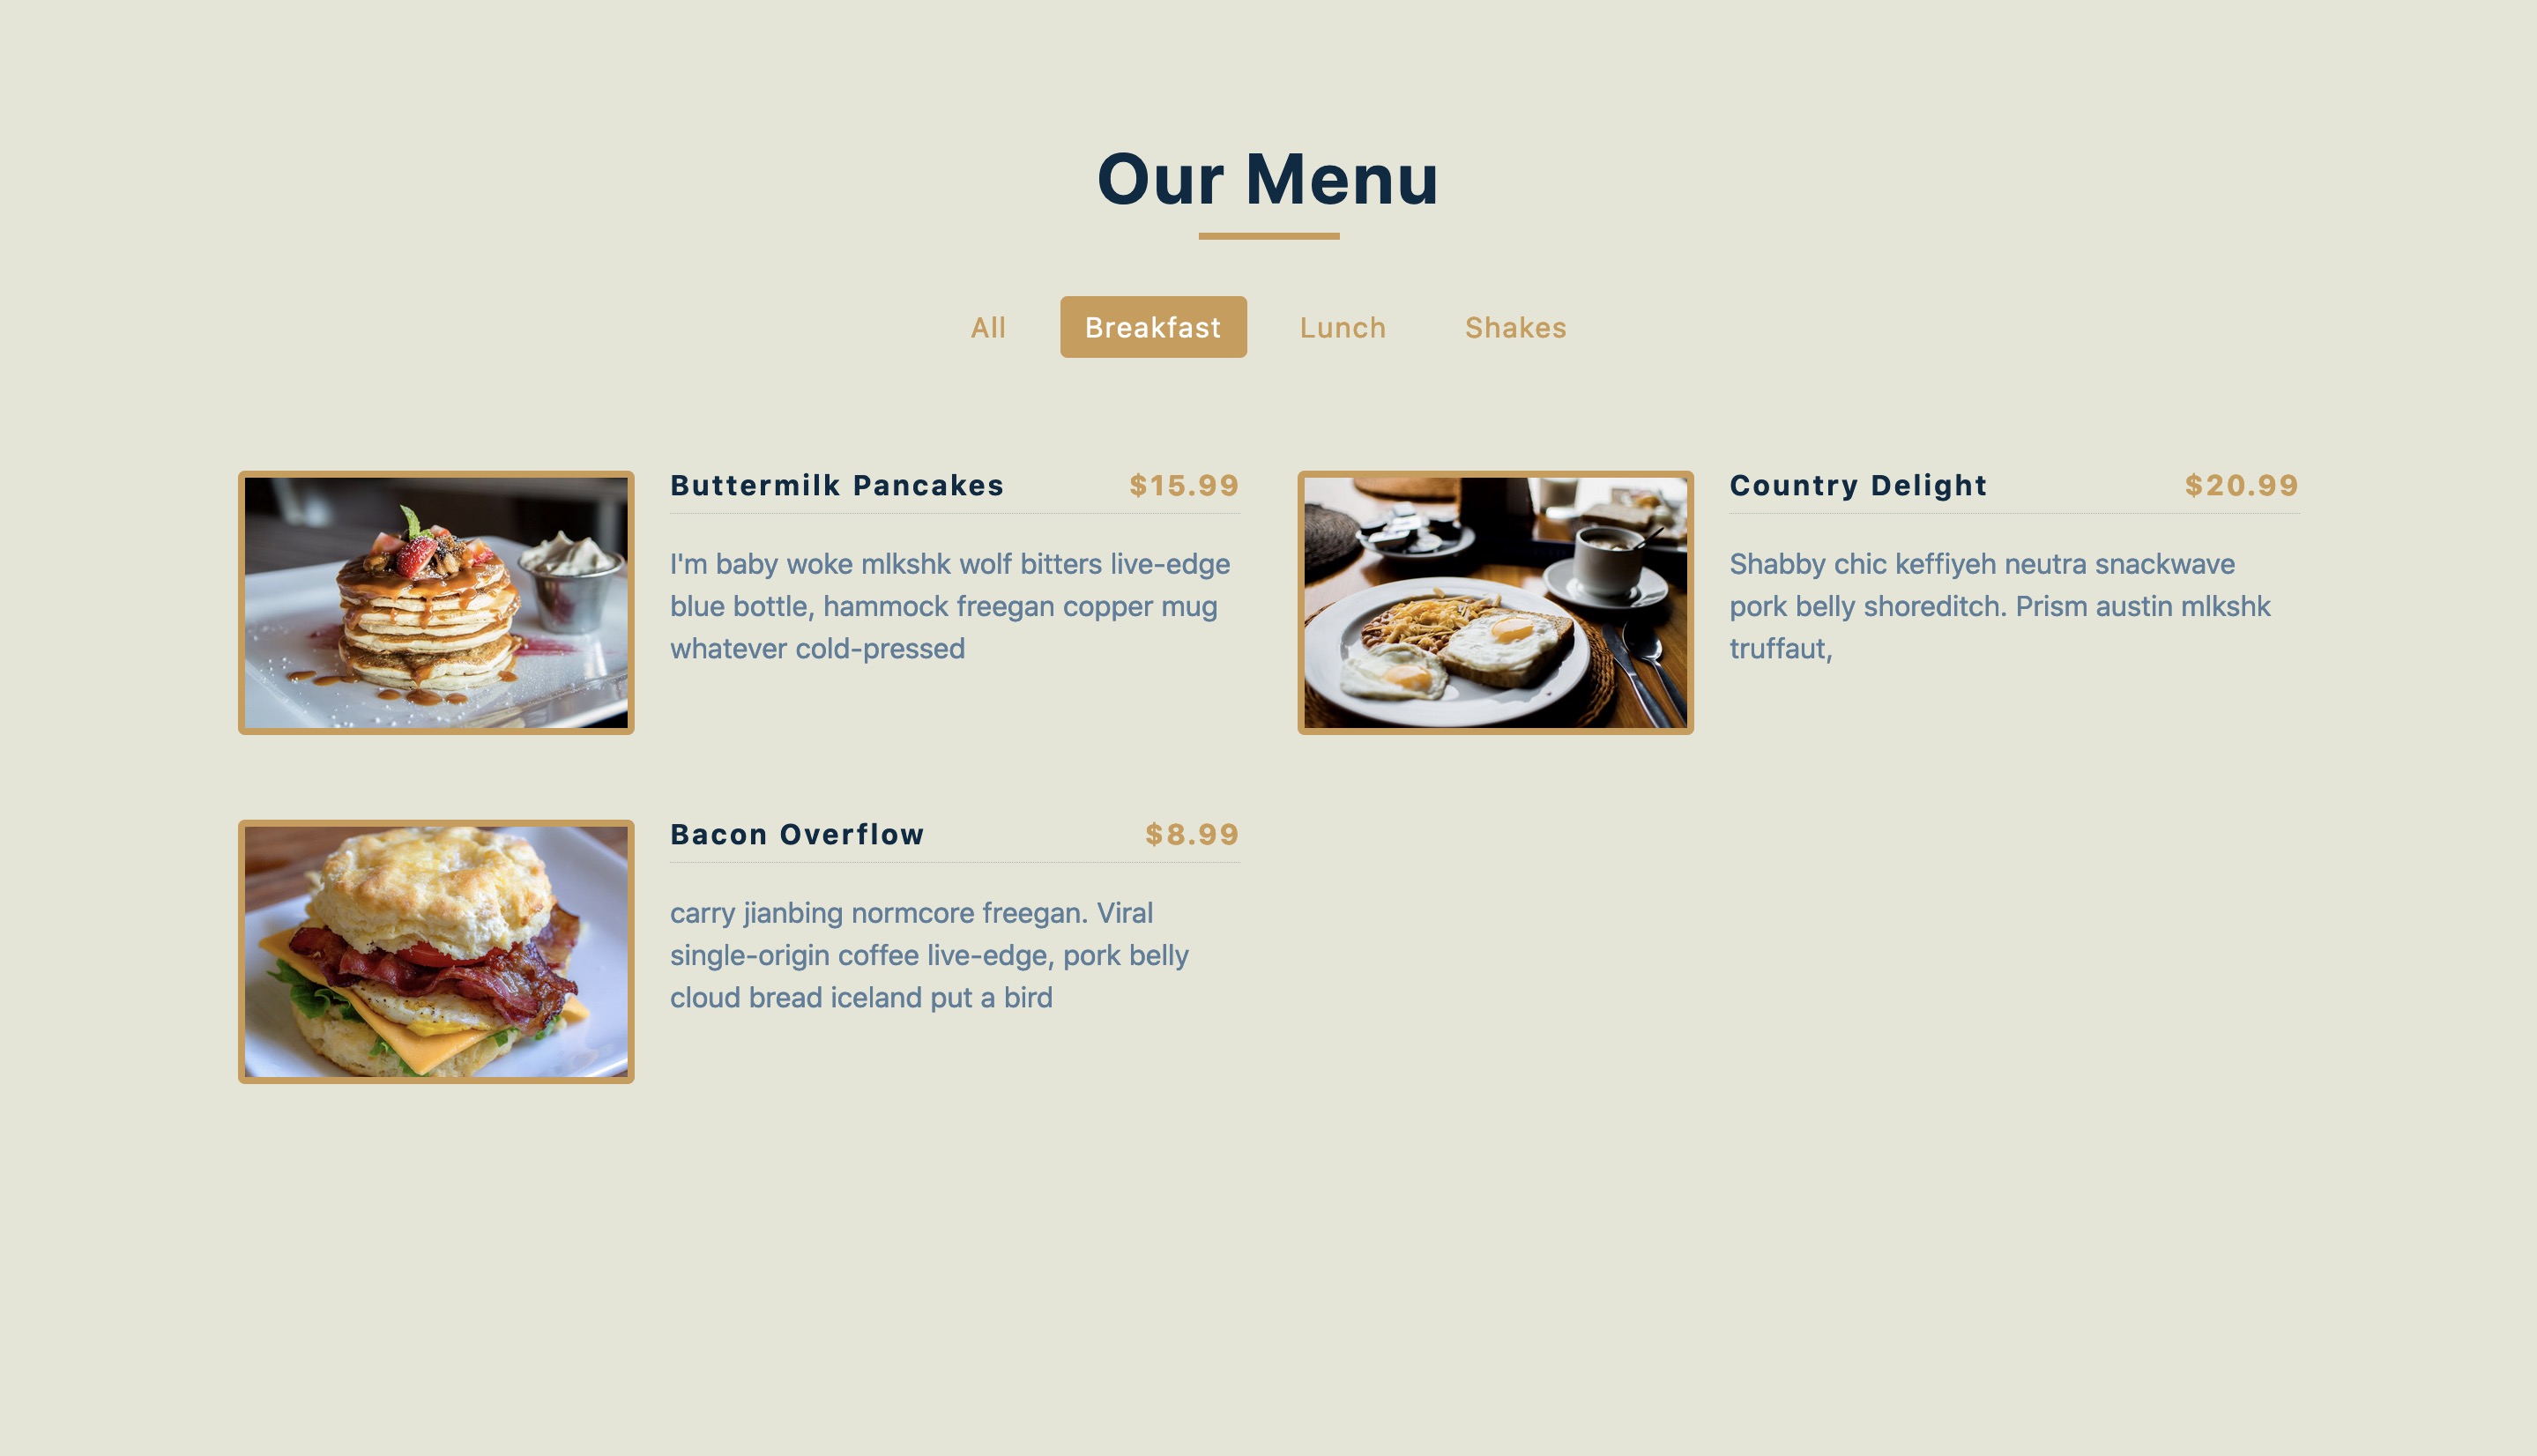 Our Menu
All
Breakfast
Lunch
Shakes
Buttermilk Pancakes
$15.99
I'm baby woke mlkshk wolf bitters live-edge
blue bottle, hammock freegan copper mug
whatever cold-pressed
Country Delight
$20.99
Shabby chic keffiyeh neutra snackwave
pork belly shoreditch. Prism austin mlkshk
truffaut,
Bacon Overflow
$8.99
carry jianbing normcore freegan. Viral
single-origin coffee live-edge, pork belly
cloud bread iceland put a bird